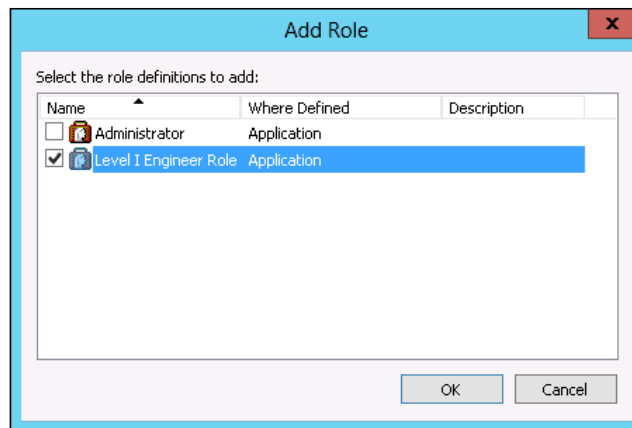 Add Role
x
Select the role definitions to add:
Name Where Defined Description
Administrator Application
Level I Engineer Role Application
OK Cancel